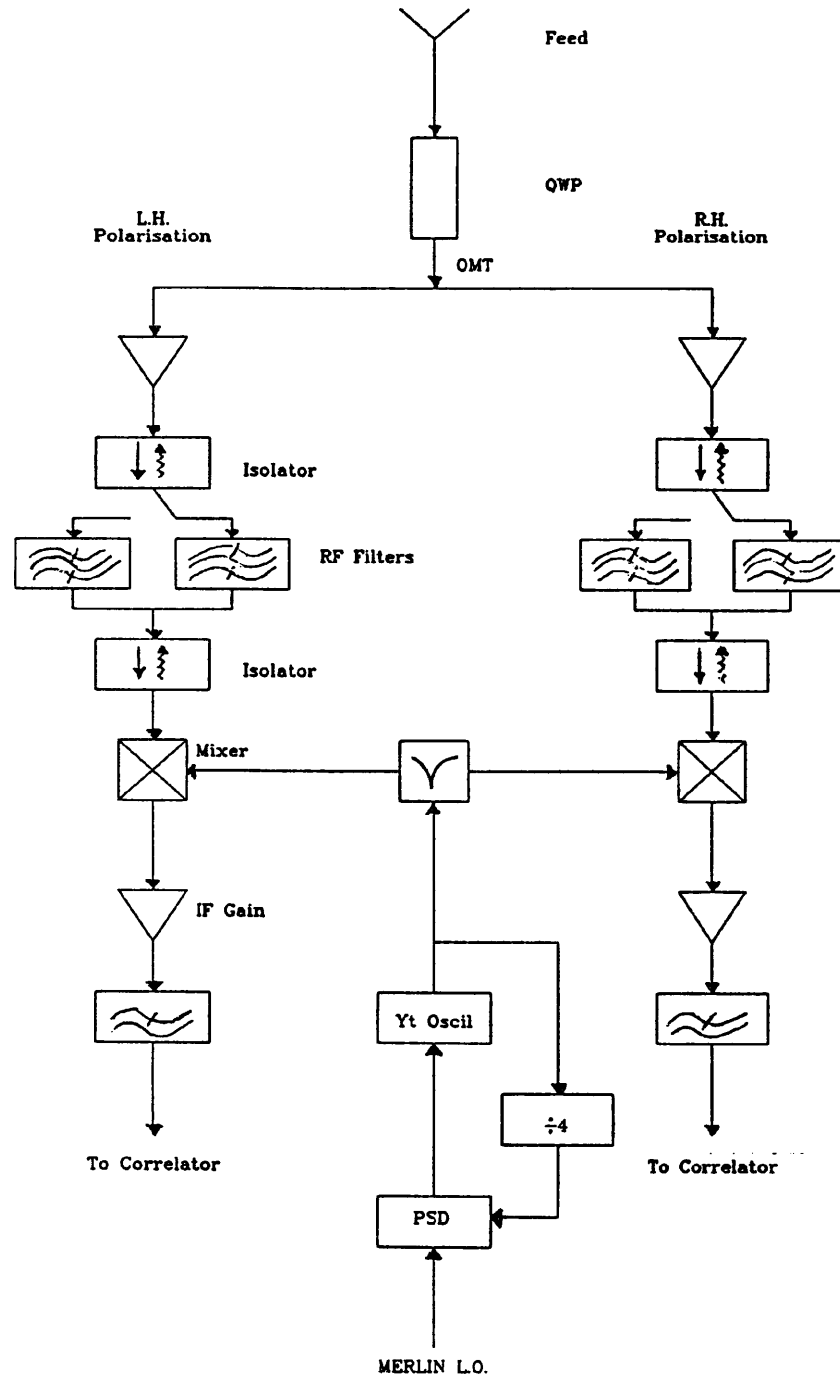 Feed
QWP
L.H.
Polarisation
R.H.
Polarisation
OMT
Isolator
RF Filters
Isolator
Mixer
IF Gain
Yt Oscil
÷4
To Correlator
To Correlator
PSD
MERLIN L.O.